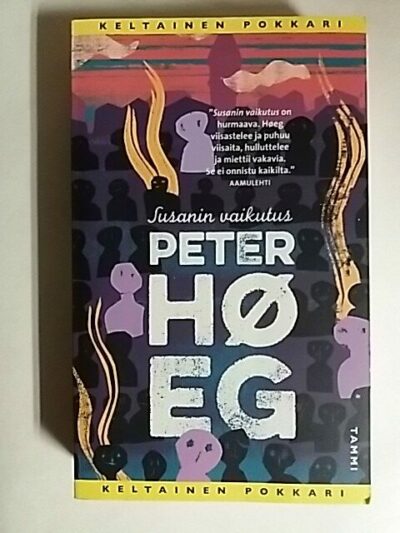 KELTAINEN POKKARI
"Susanin vaikutus on
hurmaava. Høeg
viisastelee ja puhuu
viisaita, hulluttelee
ja miettii vakavia.
Se ei onnistu kaikilta."
AAMULEHTI
Susanin vaikutus
PETER
HØ
EG
TAMMI
KELTAINEN POKKARI